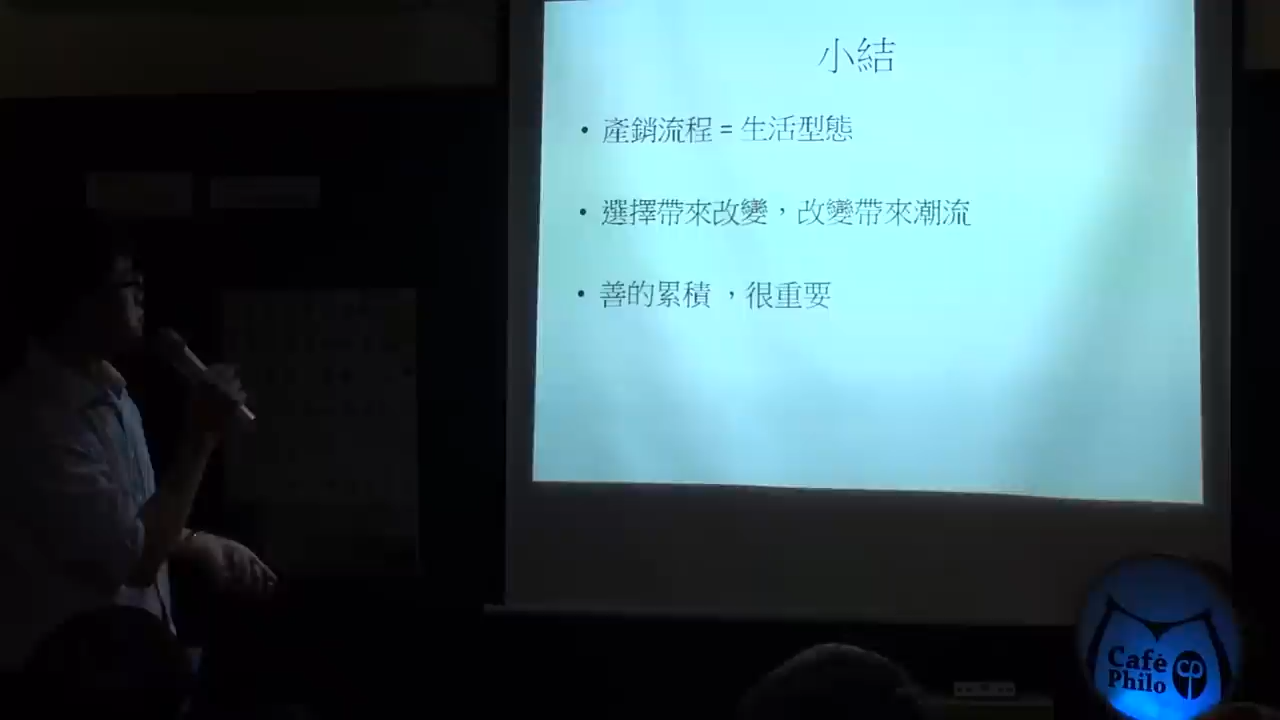 小結
• 產銷流程 = 生活型態
• 選擇帶來改變，改變帶來潮流
• 善的累積 ，很重要
Café
Philo